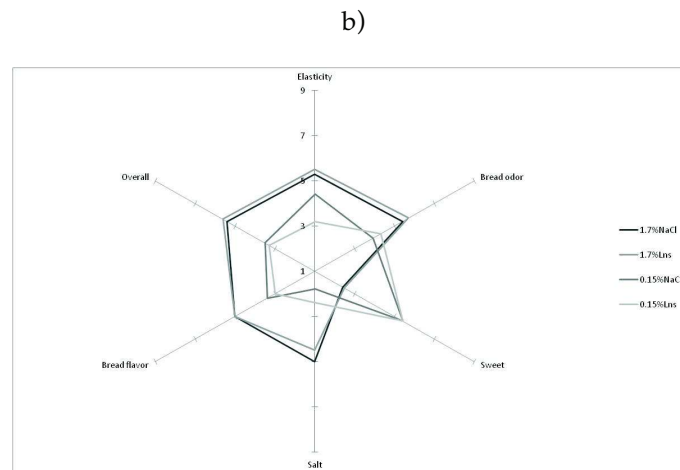 b)
Elasticity
9
7
5
3
1
Overall
Bread odor
Bread flavor
Sweet
Salt
1.7%NaCl
1.7%Lns
0.15%NaC
0.15%Lns